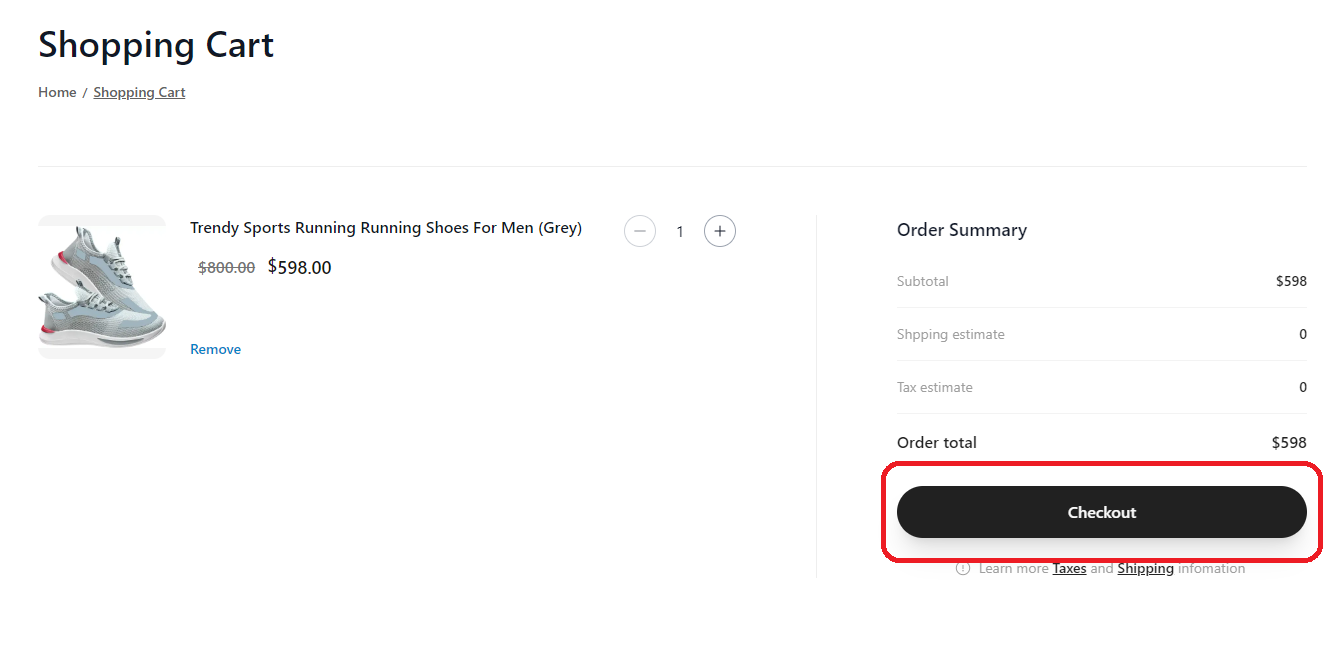 Shopping Cart
Home / Shopping Cart
Trendy Sports Running Running Shoes For Men (Grey)
1
$800.00 $598.00
Remove
Order Summary
Subtotal $598
Shpping estimate 0
Tax estimate 0
Order total $598
Checkout
Learn more Taxes and Shipping infomation